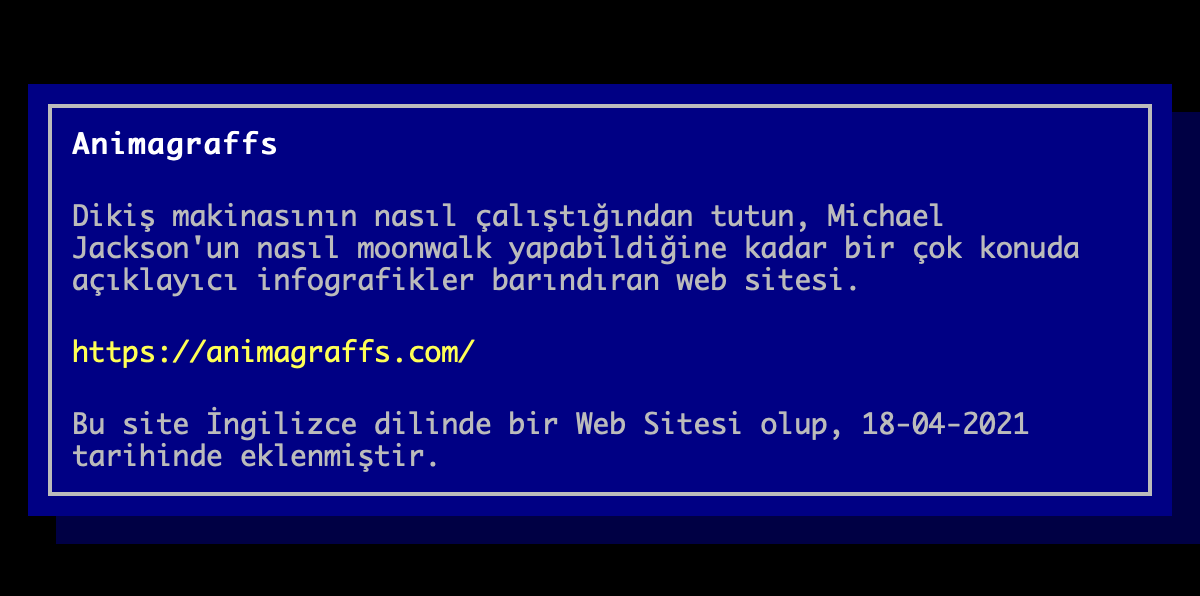 Animagraffs
Dikiş makinasının nasıl çalıştığından tutun, Michael
Jackson'un nasıl moonwalk yapabildiğine kadar bir çok konuda
açıklayıcı infografikler barındıran web sitesi.
https://animagraffs.com/
Bu site İngilizce dilinde bir Web Sitesi olup, 18-04-2021
tarihinde eklenmiştir.